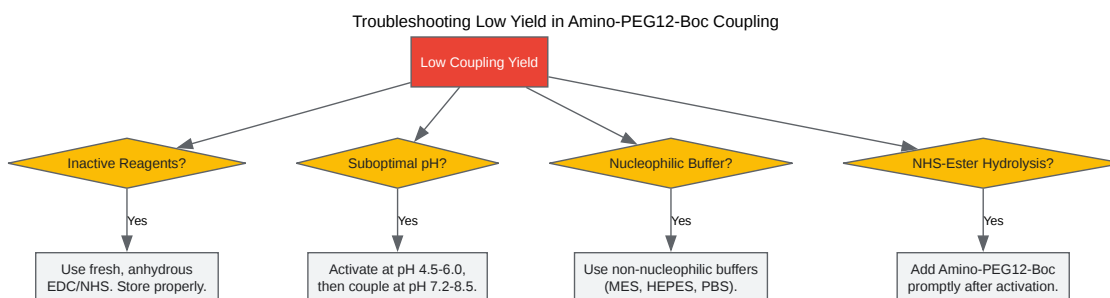 Troubleshooting Low Yield in Amino-PEG12-Boc Coupling
Low Coupling Yield
Inactive Reagents?
Suboptimal pH?
Nucleophilic Buffer?
NHS-Ester Hydrolysis?
Yes
Yes
Yes
Yes
Use fresh, anhydrous
EDC/NHS. Store properly.
Activate at pH 4.5-6.0,
then couple at pH 7.2-8.5.
Use non-nucleophilic buffers
(MES, HEPES, PBS).
Add Amino-PEG12-Boc
promptly after activation.